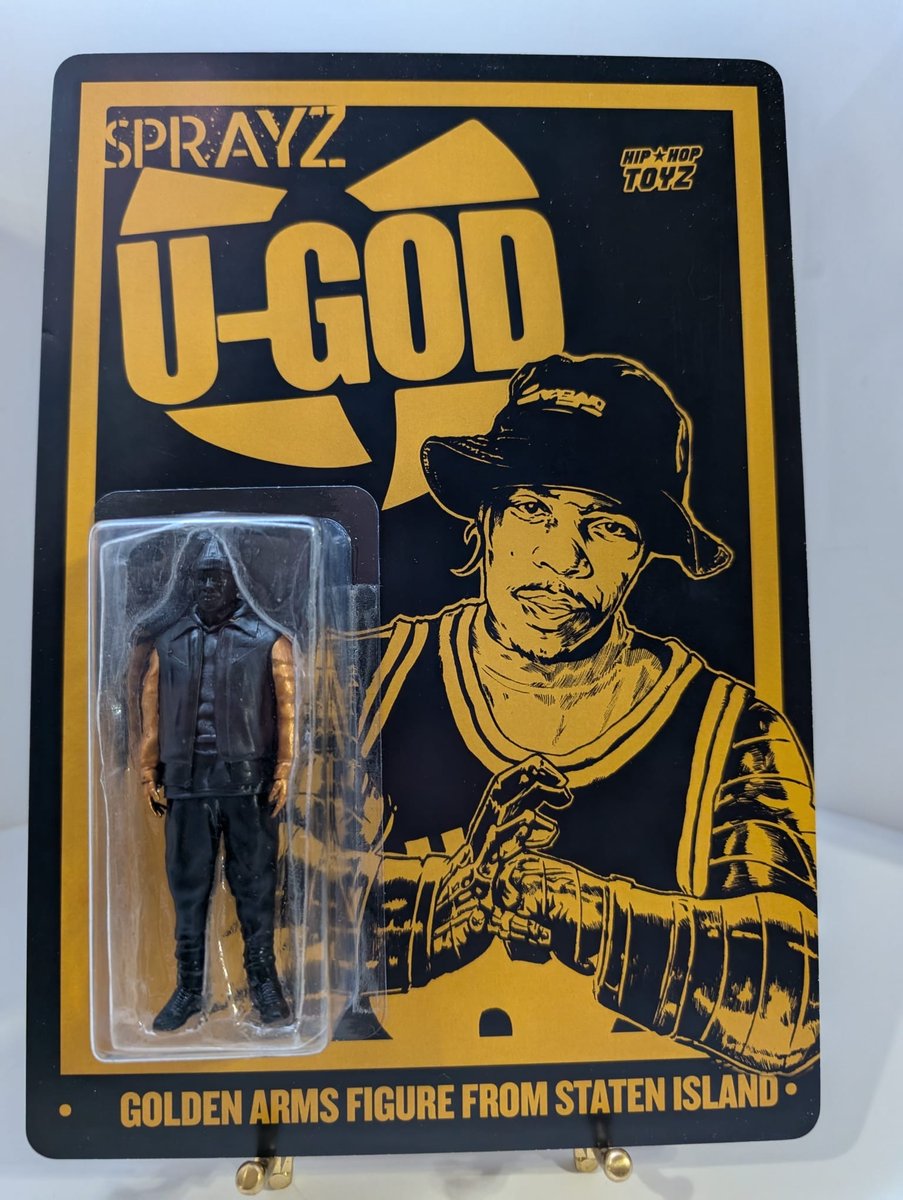 SPRAYZ
HIP★HOP
TOYZ
U-GOD
• GOLDEN ARMS FIGURE FROM STATEN ISLAND •